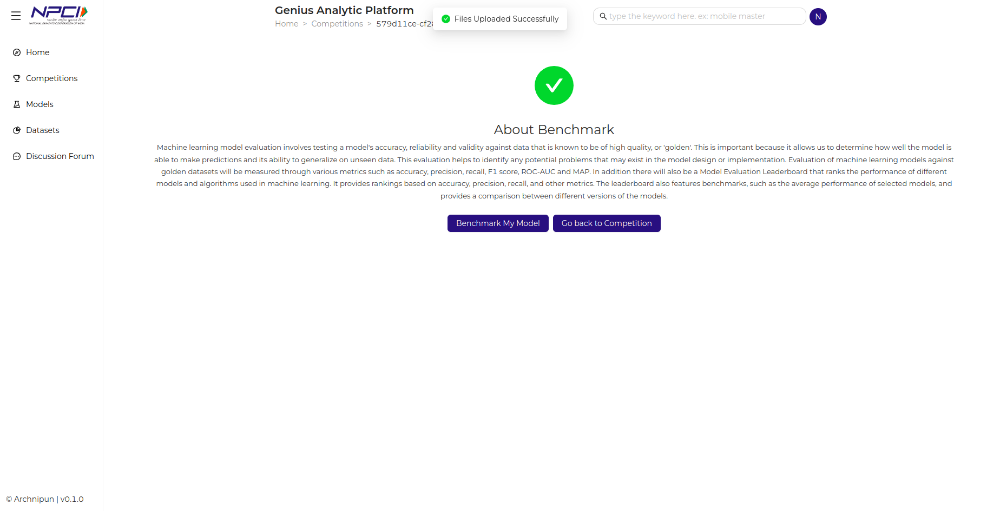 NPCI
भारतीय राष्ट्रीय भुगतान निगम
NATIONAL PAYMENTS CORPORATION OF INDIA
Genius Analytic Platform
Home > Competitions > 579d11ce-cf28
Files Uploaded Successfully
type the keyword here. ex: mobile master
N
Home
Competitions
Models
Datasets
Discussion Forum
About Benchmark
Machine learning model evaluation involves testing a model's accuracy, reliability and validity against data that is known to be of high quality, or 'golden'. This is important because it allows us to determine how well the model is
able to make predictions and its ability to generalize on unseen data. This evaluation helps to identify any potential problems that may exist in the model design or implementation. Evaluation of machine learning models against
golden datasets will be measured through various metrics such as accuracy, precision, recall, F1 score, ROC-AUC and MAP. In addition there will also be a Model Evaluation Leaderboard that ranks the performance of different
models and algorithms used in machine learning. It provides rankings based on accuracy, precision, recall, and other metrics. The leaderboard also features benchmarks, such as the average performance of selected models, and
provides a comparison between different versions of the models.
Benchmark My Model
Go back to Competition
© Archnipun | v0.1.0